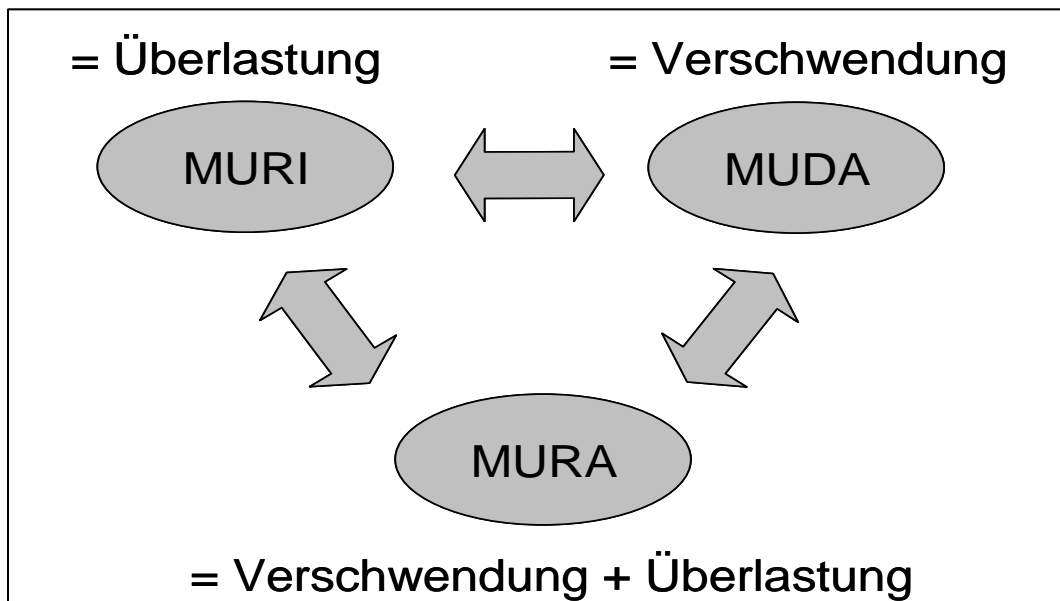 = Überlastung
= Verschwendung
MURI
MUDA
MURA
= Verschwendung + Überlastung